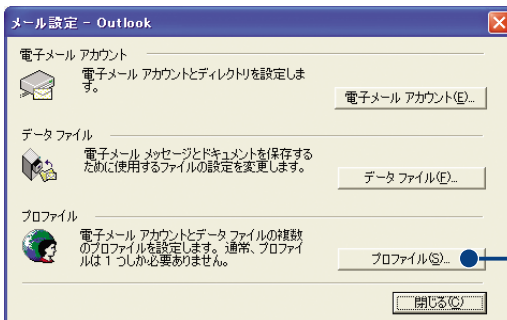 メール設定 - Outlook
電子メール アカウント
電子メール アカウントとディレクトリを設定しま
す。
電子メール アカウント(E)...
データ ファイル
電子メール メッセージとドキュメントを保存する
ために使用するファイルの設定を変更します。
データ ファイル(F)...
プロファイル
電子メール アカウントとデータ ファイルの複数
のプロファイルを設定します。通常、プロファイ
ルは 1 つしか必要ありません。
プロファイル(S)...
閉じる(C)